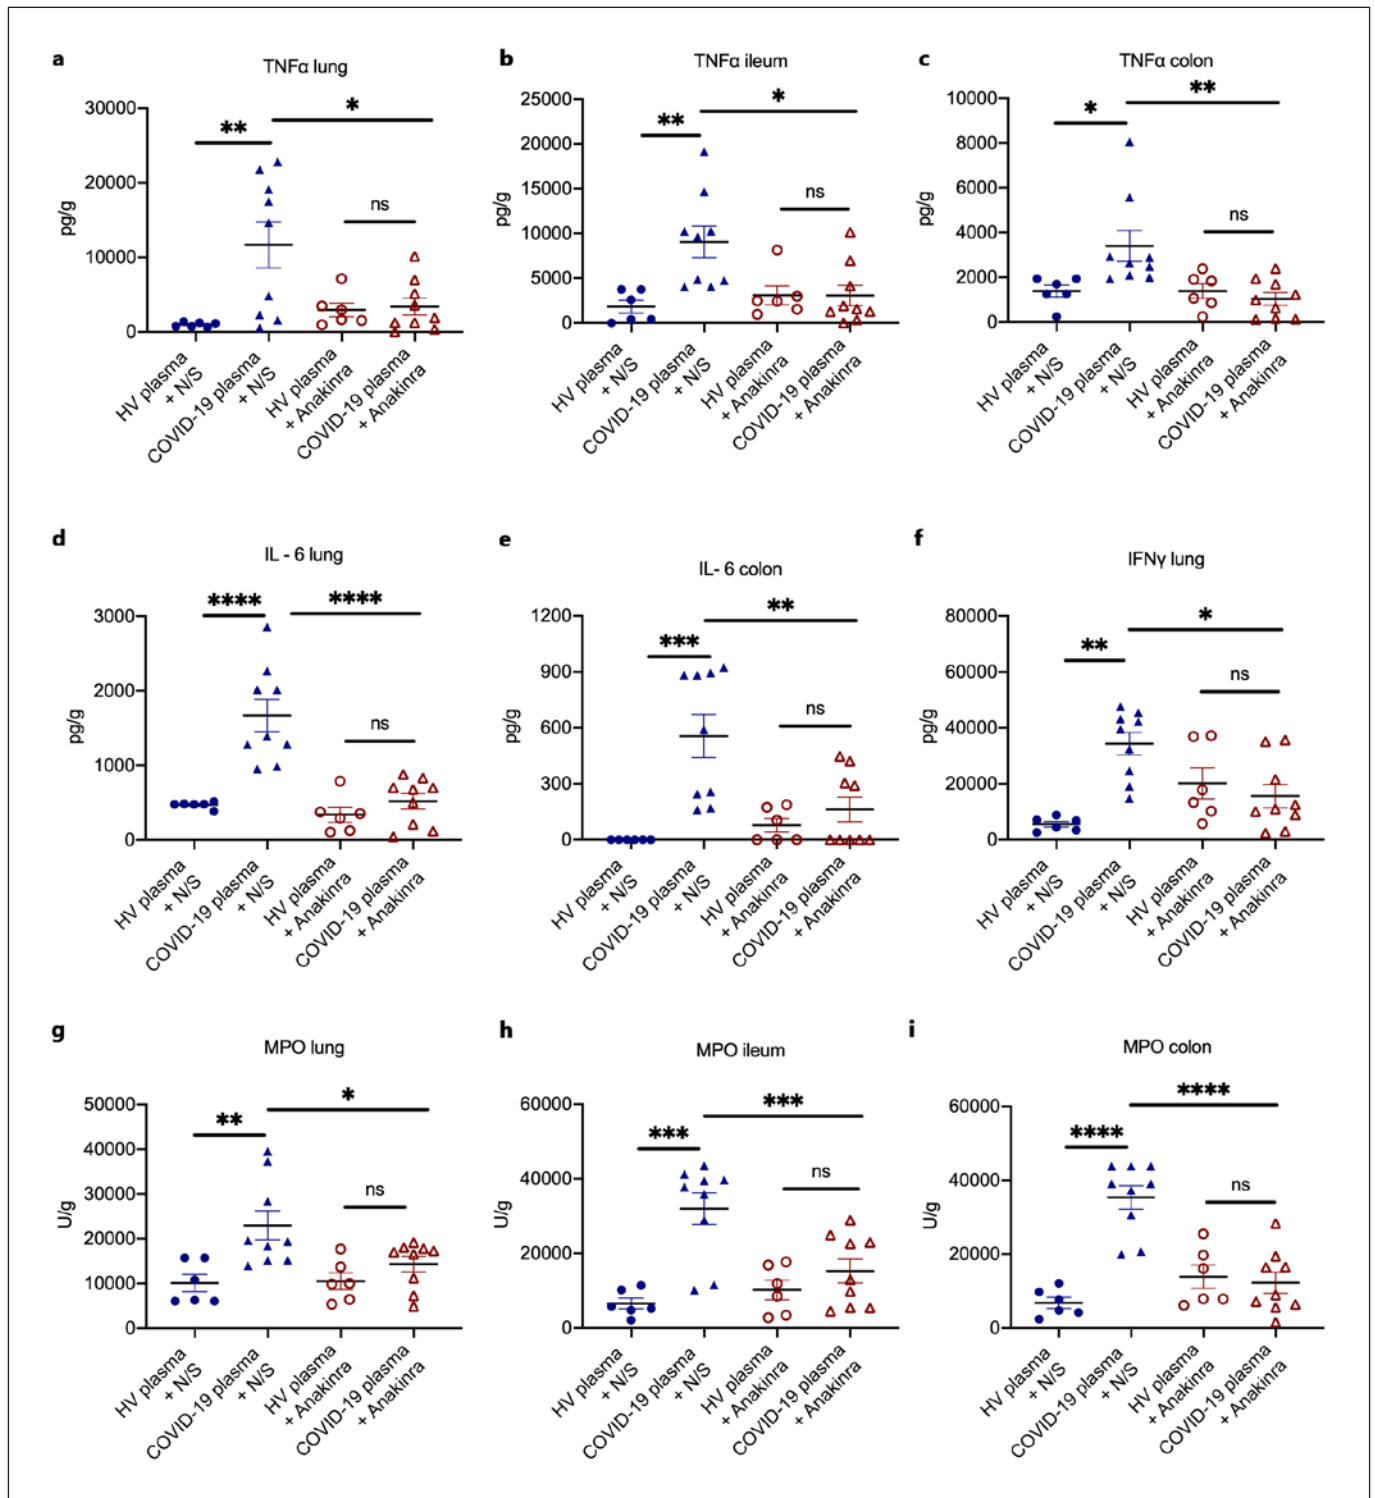 a
TNFα lung
30000
20000
10000
0
pg/g
**
*
ns
HV plasma
+ N/S
COVID-19 plasma
+ N/S
HV plasma
+ Anakinra
COVID-19 plasma
+ Anakinra
b
TNFα ileum
25000
20000
15000
10000
5000
0
pg/g
**
*
ns
HV plasma
+ N/S
COVID-19 plasma
+ N/S
HV plasma
+ Anakinra
COVID-19 plasma
+ Anakinra
c
TNFα colon
10000
8000
6000
4000
2000
0
pg/g
*
**
ns
HV plasma
+ N/S
COVID-19 plasma
+ N/S
HV plasma
+ Anakinra
COVID-19 plasma
+ Anakinra
d
IL - 6 lung
3000
2000
1000
0
pg/g
****
****
ns
HV plasma
+ N/S
COVID-19 plasma
+ N/S
HV plasma
+ Anakinra
COVID-19 plasma
+ Anakinra
e
IL- 6 colon
1200
900
600
300
0
pg/g
***
**
ns
HV plasma
+ N/S
COVID-19 plasma
+ N/S
HV plasma
+ Anakinra
COVID-19 plasma
+ Anakinra
f
IFNγ lung
80000
60000
40000
20000
0
pg/g
**
*
ns
HV plasma
+ N/S
COVID-19 plasma
+ N/S
HV plasma
+ Anakinra
COVID-19 plasma
+ Anakinra
g
MPO lung
50000
40000
30000
20000
10000
0
U/g
**
*
ns
HV plasma
+ N/S
COVID-19 plasma
+ N/S
HV plasma
+ Anakinra
COVID-19 plasma
+ Anakinra
h
MPO ileum
60000
40000
20000
0
U/g
***
***
ns
HV plasma
+ N/S
COVID-19 plasma
+ N/S
HV plasma
+ Anakinra
COVID-19 plasma
+ Anakinra
i
MPO colon
60000
40000
20000
0
U/g
****
****
ns
HV plasma
+ N/S
COVID-19 plasma
+ N/S
HV plasma
+ Anakinra
COVID-19 plasma
+ Anakinra